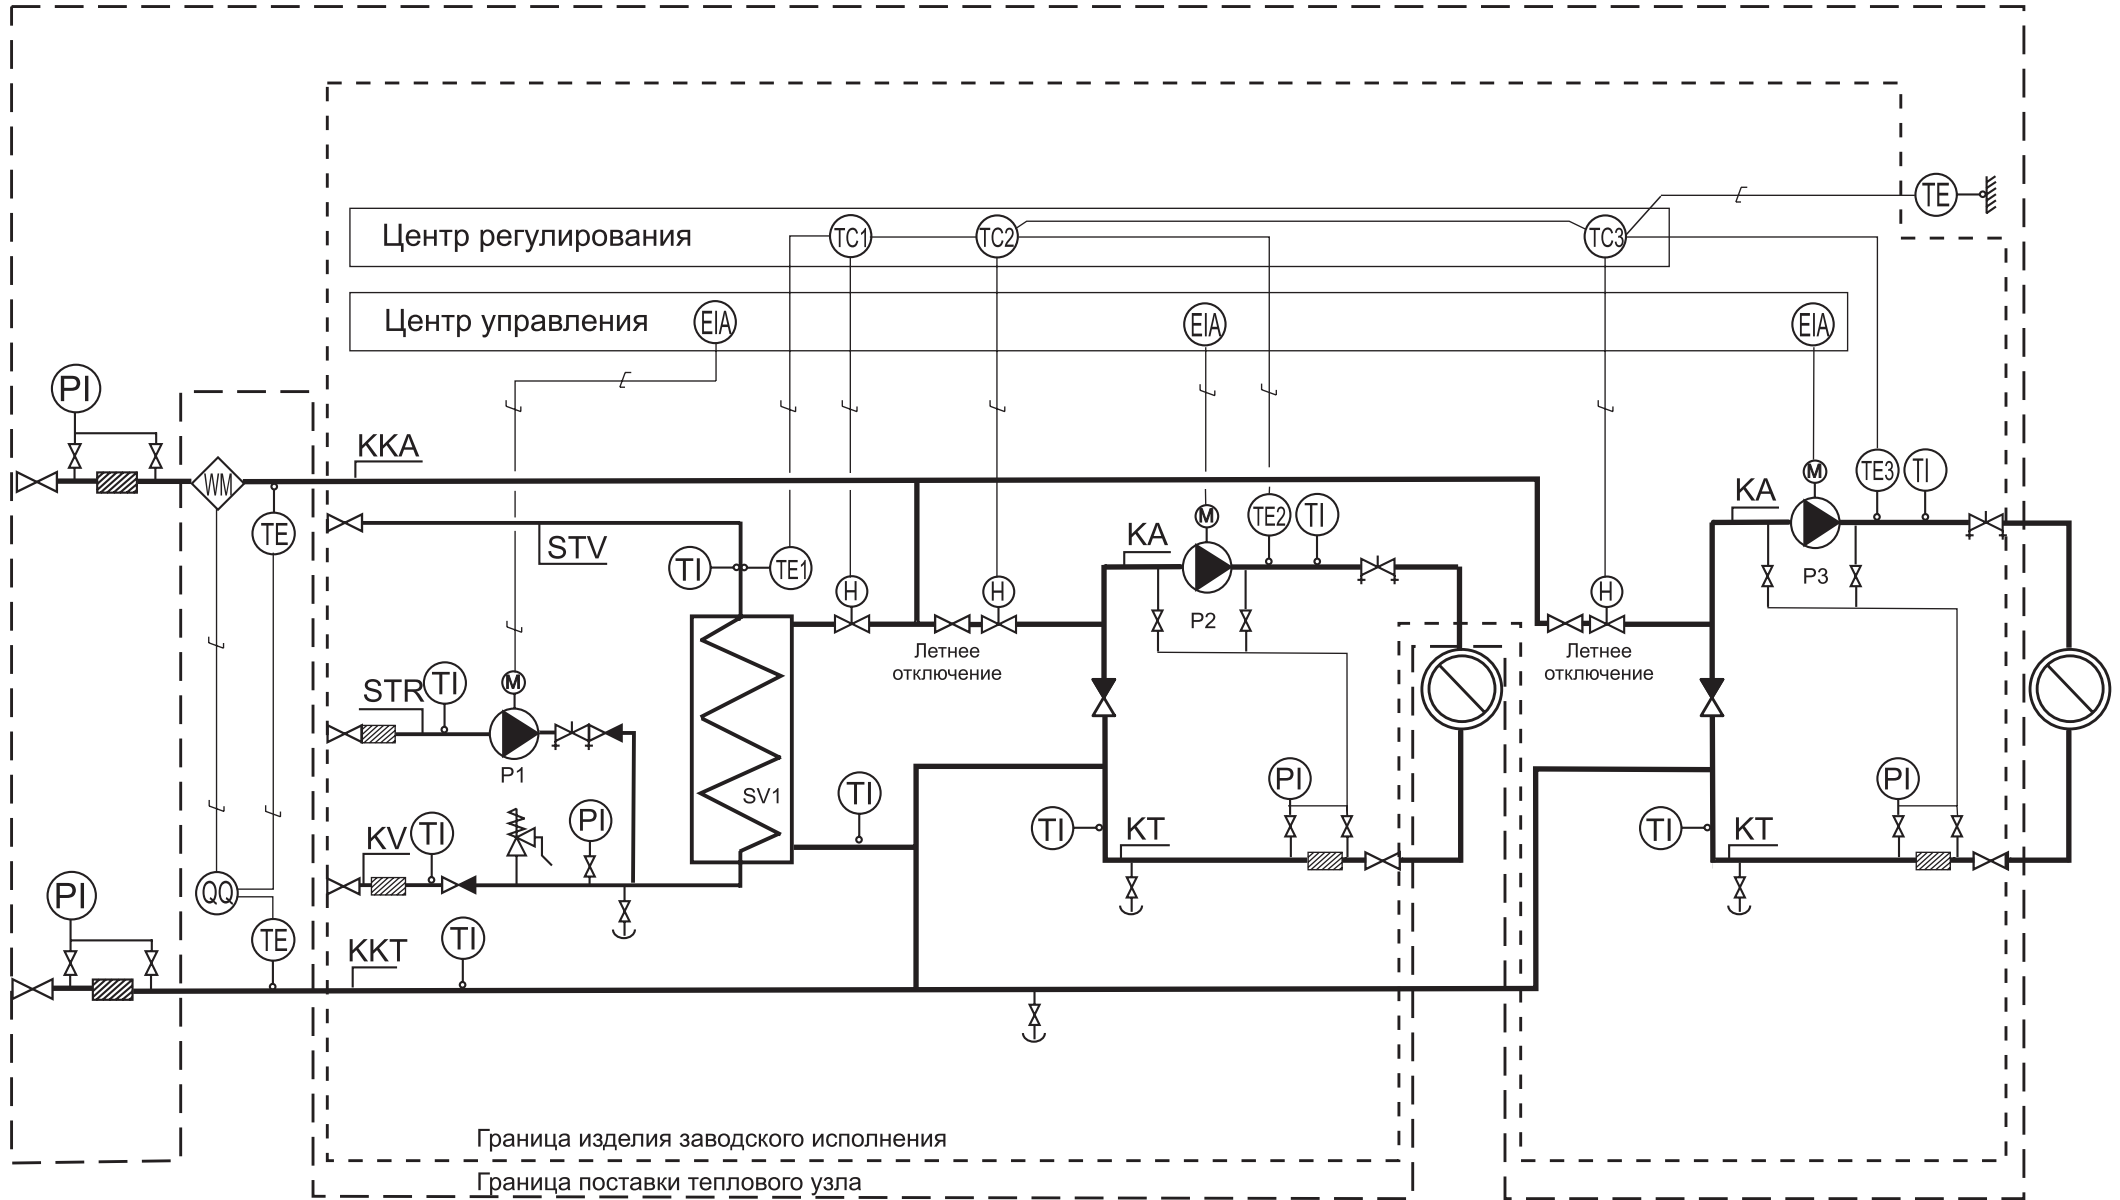 TE
Центр регулирования
TC1
TC2
TC3
Центр управления
EIA
EIA
EIA
PI
KKA
WM
TE
STV
TI
TE1
H
H
KA
M
TE2
TI
P2
H
KA
M
TE3
TI
P3
Летнее
отключение
Летнее
отключение
STR
TI
M
P1
SV1
TI
KV
TI
PI
TI
KT
PI
TI
KT
PI
PI
QQ
TE
KKT
TI
Граница изделия заводского исполнения
Граница поставки теплового узла